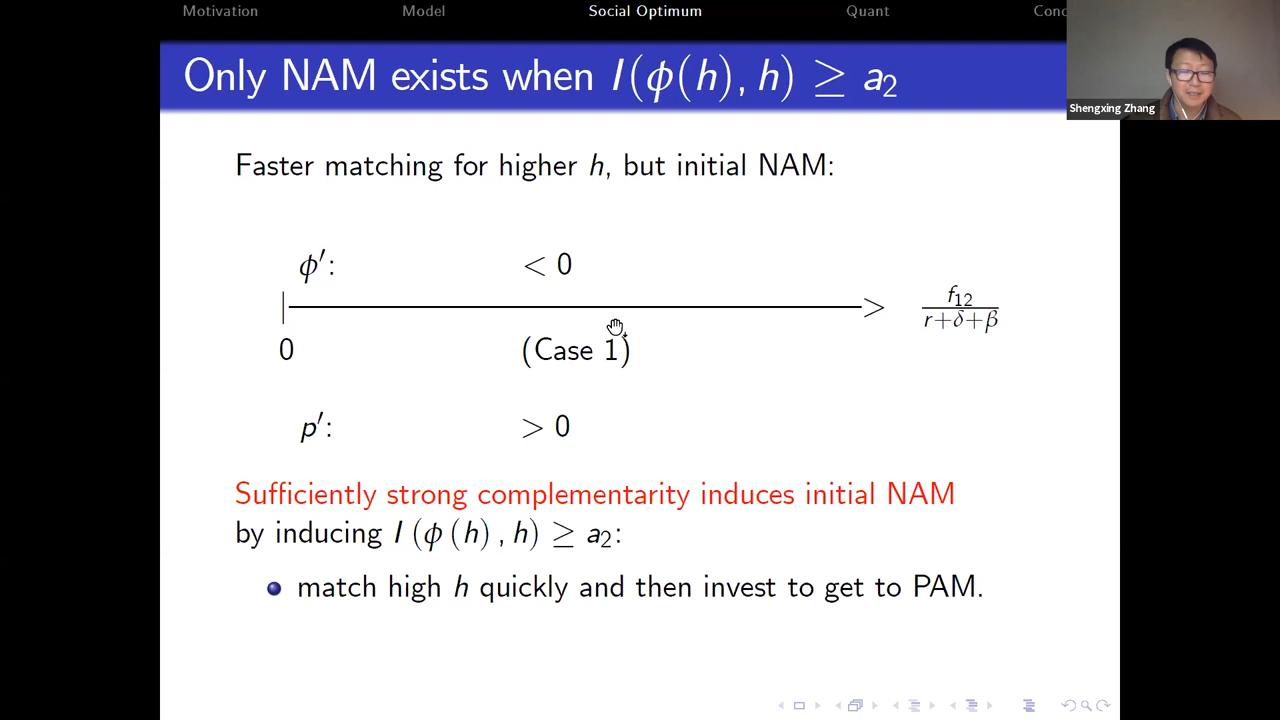 Motivation Model Social Optimum Quant Conc
Only NAM exists when I(ϕ(h), h) ≥ a₂
Shengxing Zhang
Faster matching for higher h, but initial NAM:
ϕ′: < 0
f₁₂
r+δ+β
0 (Case 1)
p′: > 0
Sufficiently strong complementarity induces initial NAM
by inducing I (ϕ (h) , h) ≥ a₂:
match high h quickly and then invest to get to PAM.